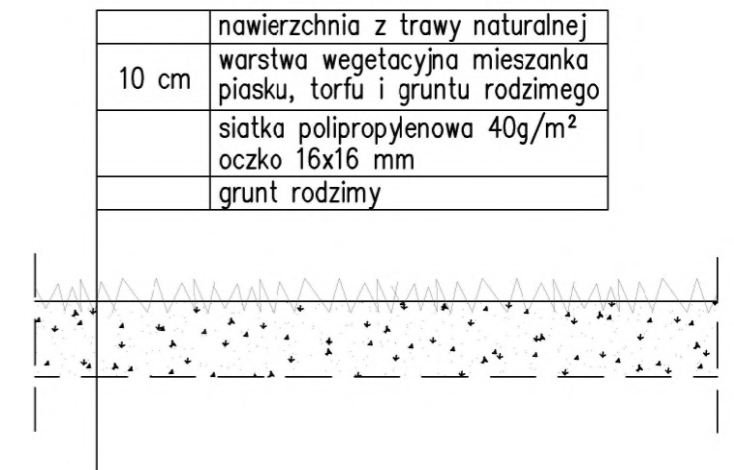 nawierzchnia z trawy naturalnej
10 cm
warstwa wegetacyjna mieszanka
piasku, torfu i gruntu rodzimego
siatka polipropylenowa 40g/m²
oczko 16x16 mm
grunt rodzimy